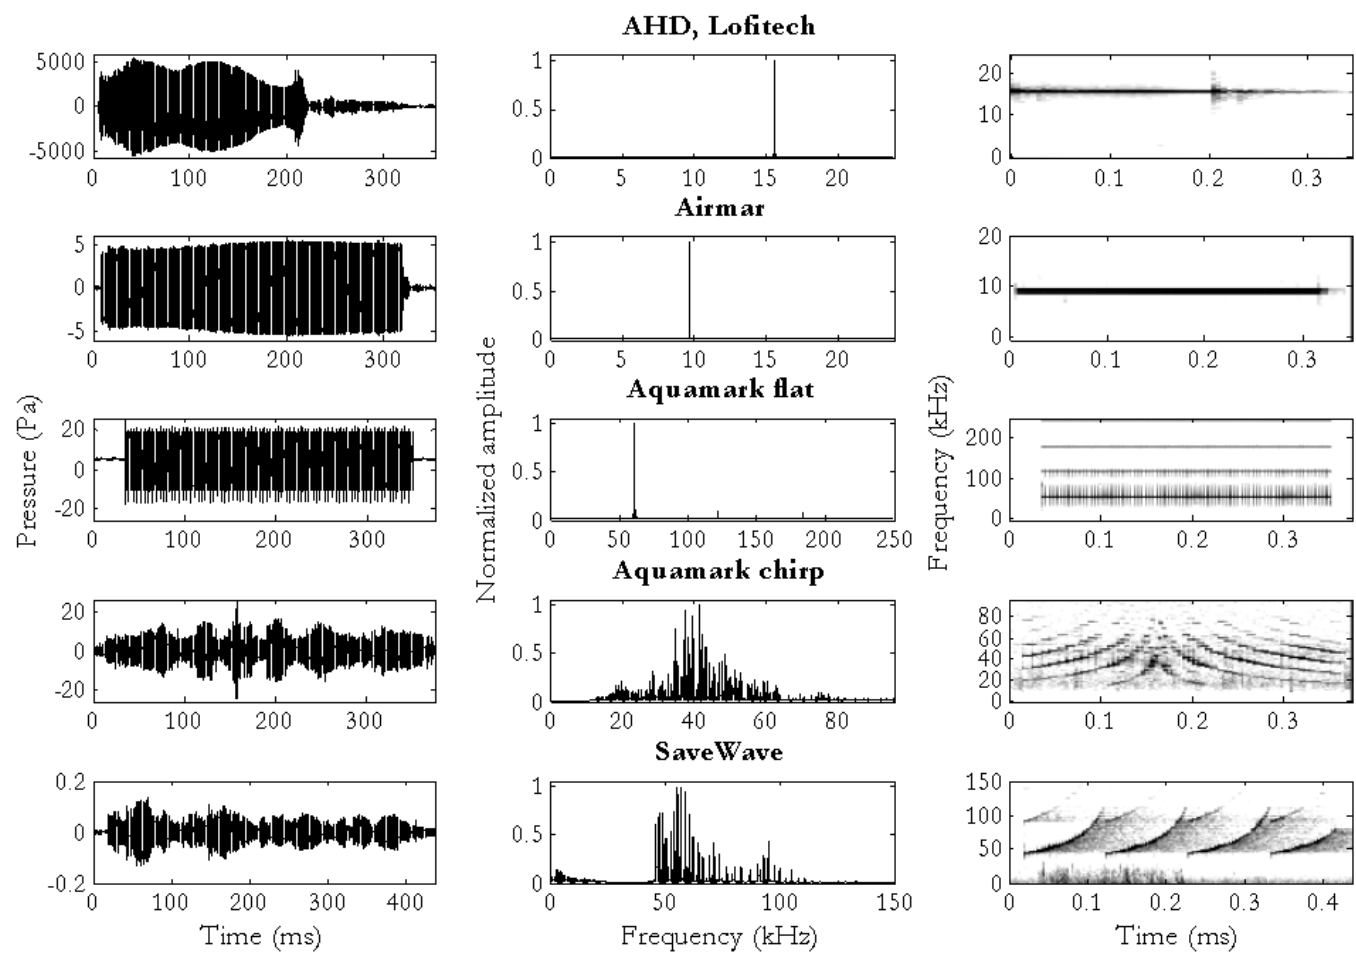 AHD, Lofitech
5000
0
-5000
0 100 200 300
1
0.5
0
0 5 10 15 20
20
10
0
0 0.1 0.2 0.3
Airmar
5
0
-5
0 100 200 300
1
0.5
0
0 5 10 15 20
20
10
0
0 0.1 0.2 0.3
Aquamark flat
20
0
-20
0 100 200 300
1
0.5
0
0 50 100 150 200 250
200
100
0
0 0.1 0.2 0.3
Aquamark chirp
20
0
-20
0 100 200 300
1
0.5
0
0 20 40 60 80
80
60
40
20
0
0 0.1 0.2 0.3
SaveWave
0.2
0
-0.2
0 100 200 300 400
1
0.5
0
0 50 100 150
150
100
50
0
0 0.1 0.2 0.3 0.4
Pressure (Pa)
Normalized amplitude
Frequency (kHz)
Time (ms)
Frequency (kHz)
Time (ms)